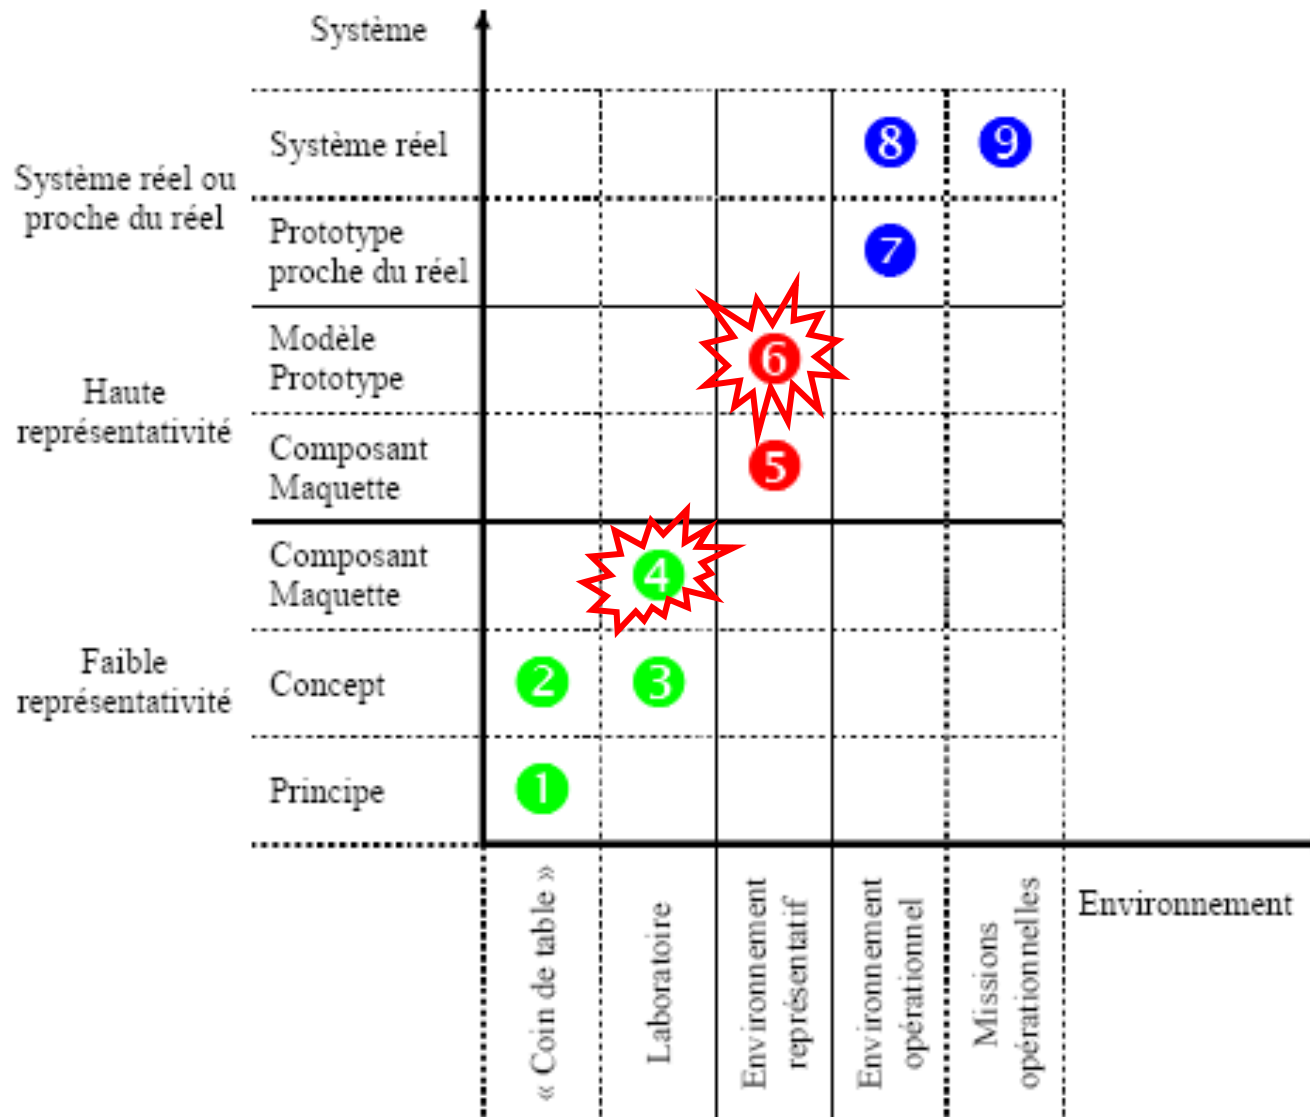 Système
Système réel ou
proche du réel
Système réel
8
9
Prototype
proche du réel
7
Haute
représentativité
Modèle
Prototype
6
Composant
Maquette
5
Faible
représentativité
Composant
Maquette
4
Concept
2
3
Principe
1
« Coin de table »
Laboratoire
Environnement
représentatif
Environnement
opérationnel
Missions
opérationnelles
Environnement